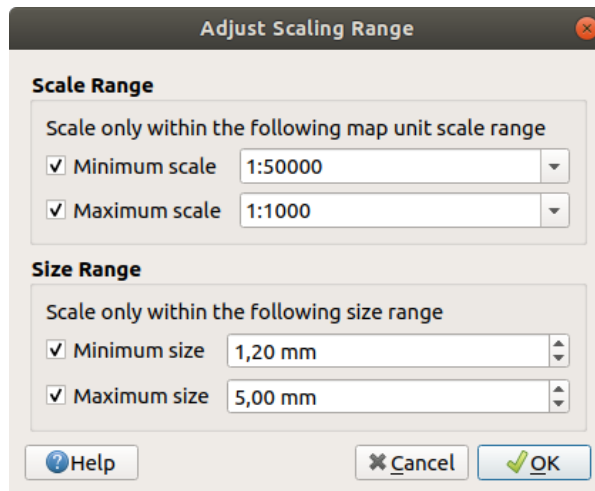 Adjust Scaling Range
Scale Range
Scale only within the following map unit scale range
Minimum scale 1:50000
Maximum scale 1:1000
Size Range
Scale only within the following size range
Minimum size 1,20 mm
Maximum size 5,00 mm
Help Cancel OK